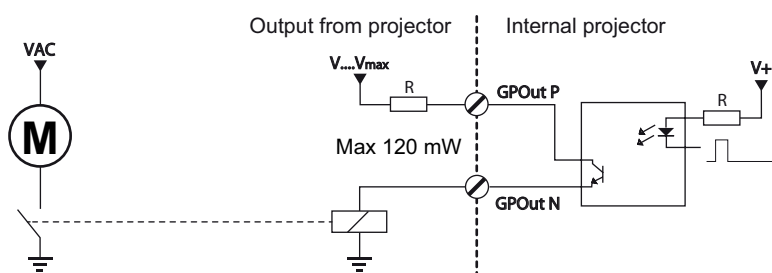 Output from projector
Internal projector
VAC
V....Vmax
V+
R
GPOut P
R
M
Max 120 mW
GPOut N